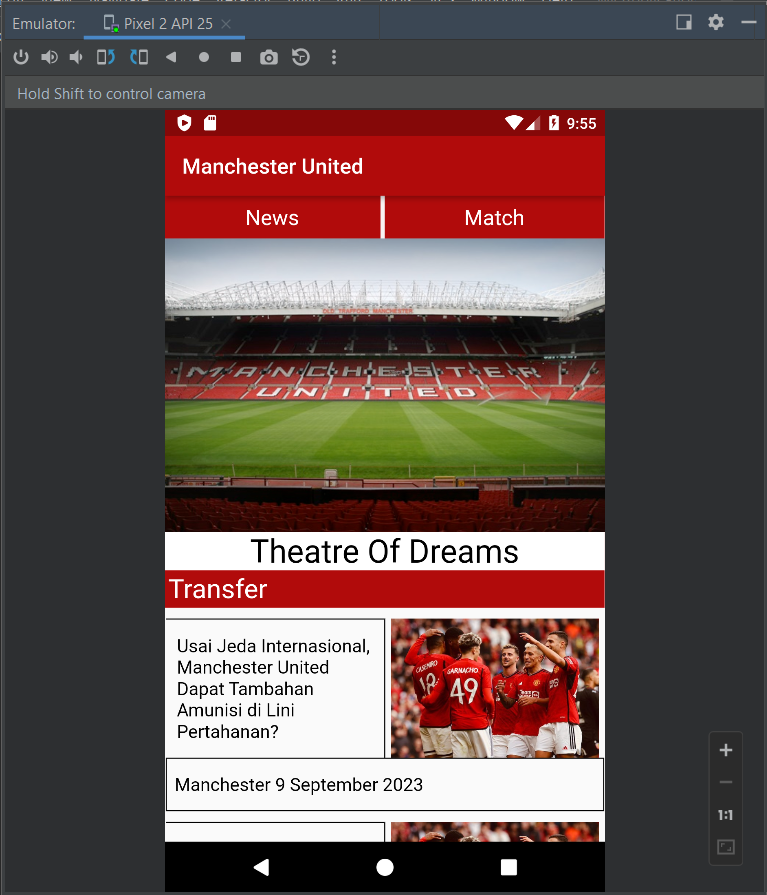 Emulator: Pixel 2 API 25
Hold Shift to control camera
9:55
Manchester United
News Match
OLD TRAFFORD MANCHESTER
MANCHESTER
UNITED
Theatre Of Dreams
Transfer
Usai Jeda Internasional,
Manchester United
Dapat Tambahan
Amunisi di Lini
Pertahanan?
CASEMIRO
18
GARNACHO
49
Manchester 9 September 2023
1:1